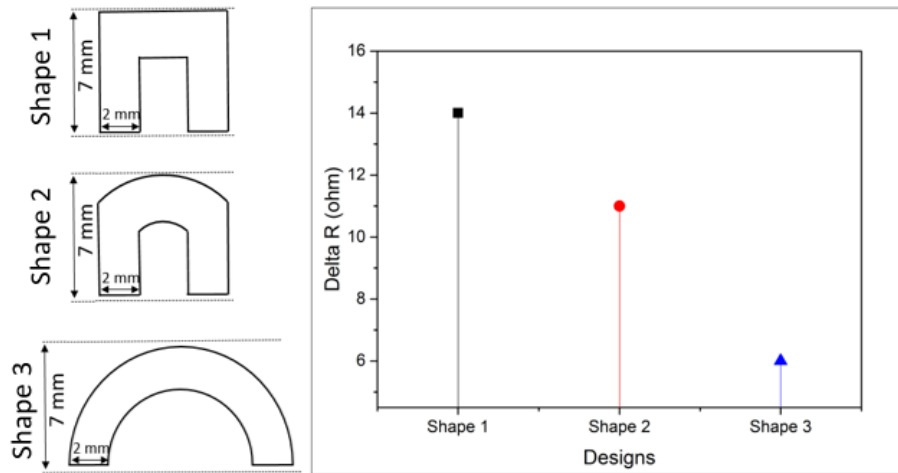 Shape 1
7 mm
2 mm
Shape 2
7 mm
2 mm
Shape 3
7 mm
2 mm
Delta R (ohm)
16
14
12
10
8
6
Shape 1 Shape 2 Shape 3
Designs